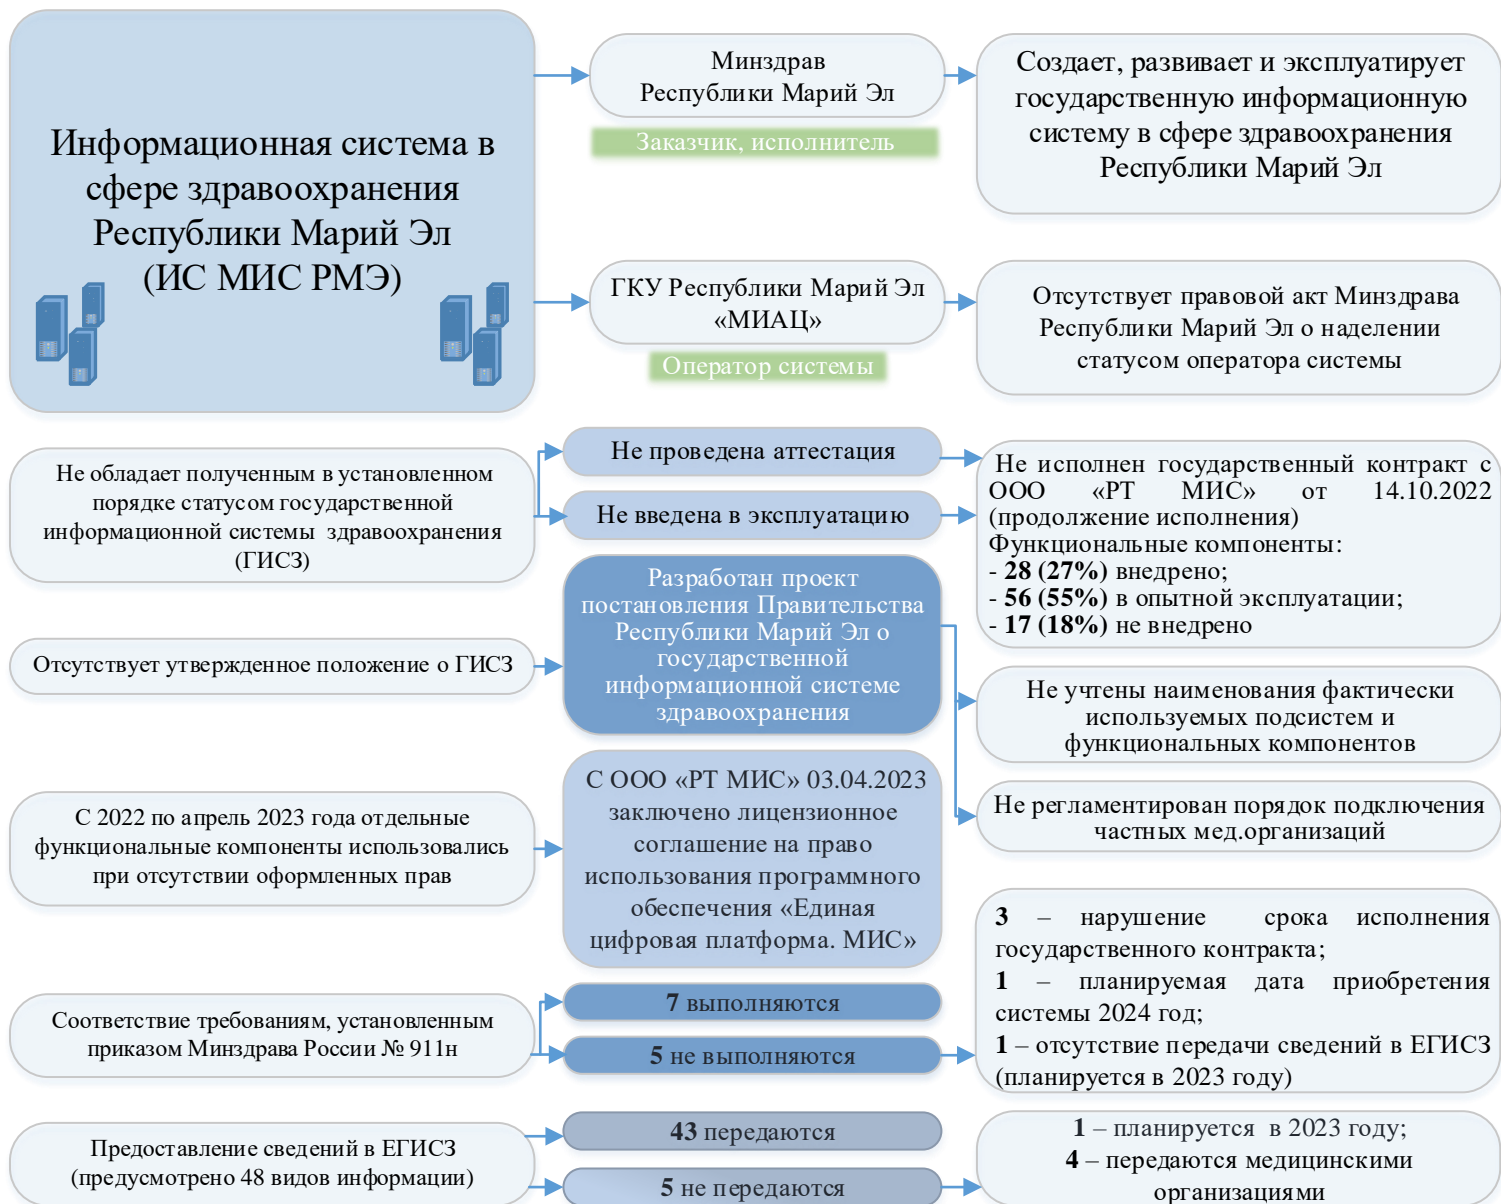 Информационная система в
сфере здравоохранения
Республики Марий Эл
(ИС МИС РМЭ)
Минздрав
Республики Марий Эл
Заказчик, исполнитель
Создает, развивает и эксплуатирует
государственную информационную
систему в сфере здравоохранения
Республики Марий Эл
ГКУ Республики Марий Эл
«МИАЦ»
Оператор системы
Отсутствует правовой акт Минздрава
Республики Марий Эл о наделении
статусом оператора системы
Не обладает полученным в установленном
порядке статусом государственной
информационной системы здравоохранения
(ГИСЗ)
Не проведена аттестация
Не введена в эксплуатацию
Не исполнен государственный контракт с
ООО «РТ МИС» от 14.10.2022
(продолжение исполнения)
Функциональные компоненты:
- 28 (27%) внедрено;
- 56 (55%) в опытной эксплуатации;
- 17 (18%) не внедрено
Отсутствует утвержденное положение о ГИСЗ
Разработан проект
постановления Правительства
Республики Марий Эл о
государственной
информационной системе
здравоохранения
Не учтены наименования фактически
используемых подсистем и
функциональных компонентов
Не регламентирован порядок подключения
частных мед.организаций
С 2022 по апрель 2023 года отдельные
функциональные компоненты использовались
при отсутствии оформленных прав
С ООО «РТ МИС» 03.04.2023
заключено лицензионное
соглашение на право
использования программного
обеспечения «Единая
цифровая платформа. МИС»
Соответствие требованиям, установленным
приказом Минздрава России № 911н
7 выполняются
5 не выполняются
3 – нарушение срока исполнения
государственного контракта;
1 – планируемая дата приобретения
системы 2024 год;
1 – отсутствие передачи сведений в ЕГИСЗ
(планируется в 2023 году)
Предоставление сведений в ЕГИСЗ
(предусмотрено 48 видов информации)
43 передаются
5 не передаются
1 – планируется в 2023 году;
4 – передаются медицинскими
организациями